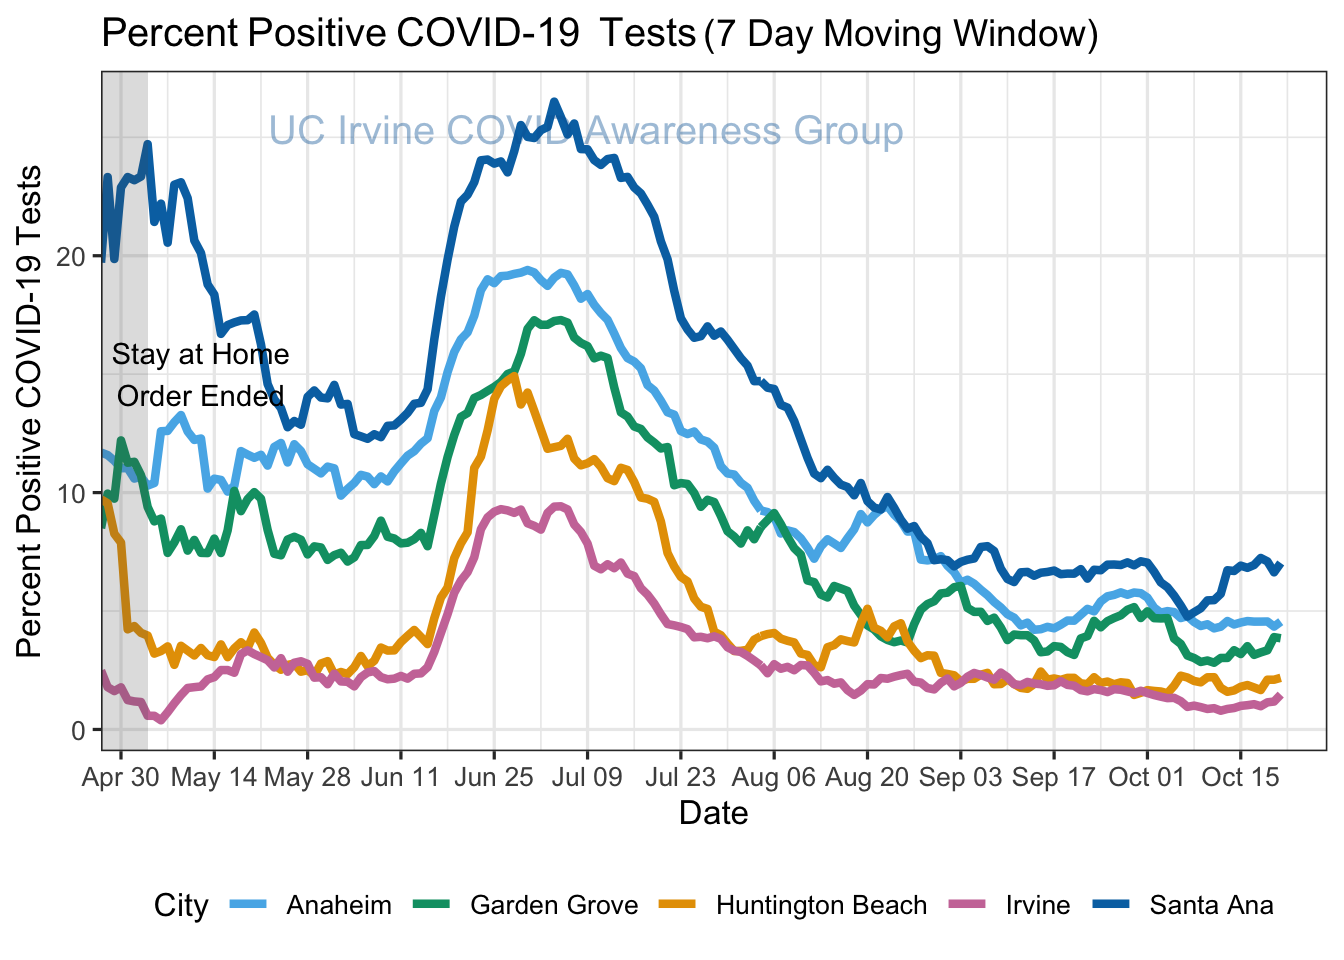 Percent Positive COVID-19  Tests (7 Day Moving Window)
UC Irvine COVID Awareness Group
Percent Positive COVID-19 Tests
20
10
0
Stay at Home
Order Ended
Apr 30 May 14 May 28 Jun 11 Jun 25 Jul 09 Jul 23 Aug 06 Aug 20 Sep 03 Sep 17 Oct 01 Oct 15
Date
City Anaheim Garden Grove Huntington Beach Irvine Santa Ana